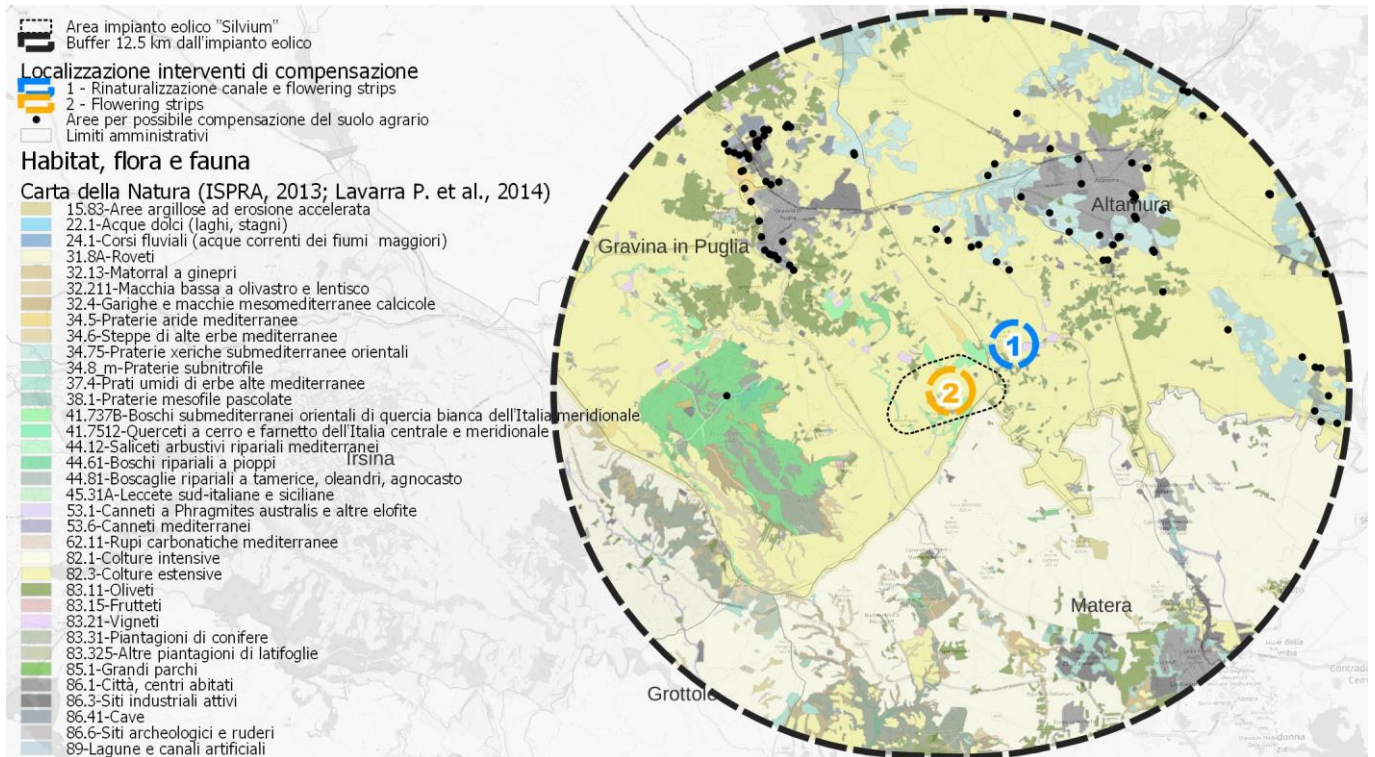 Area impianto eolico "Silvium"
Buffer 12.5 km dall'impianto eolico
Localizzazione interventi di compensazione
1 - Rinaturalizzazione canale e flowering strips
2 - Flowering strips
Aree per possibile compensazione del suolo agrario
Limiti amministrativi
Habitat, flora e fauna
Carta della Natura (ISPRA, 2013; Lavarra P. et al., 2014)
15.83-Aree argillose ad erosione accelerata
22.1-Acque dolci (laghi, stagni)
24.1-Corsi fluviali (acque correnti dei fiumi maggiori)
31.8A-Roveti
32.13-Matorral a ginepri
32.211-Macchia bassa a olivastro e lentisco
32.4-Garighe e macchie mesomediterranee calcicole
34.5-Praterie aride mediterranee
34.6-Steppe di alte erbe mediterranee
34.75-Praterie xeriche submediterranee orientali
34.8_m-Praterie subnitrofile
37.4-Prati umidi di erbe alte mediterranee
38.1-Praterie mesofile pascolate
41.737B-Boschi submediterranei orientali di quercia bianca dell'Italia meridionale
41.7512-Querceti a cerro e farnetto dell'Italia centrale e meridionale
44.12-Saliceti arbustivi ripariali mediterranei
44.61-Boschi ripariali a pioppi
44.81-Boscaglie ripariali a tamerice, oleandri, agnocasto
45.31A-Leccete sud-italiane e siciliane
53.1-Canneti a Phragmites australis e altre elofite
53.6-Canneti mediterranei
62.11-Rupi carbonatiche mediterranee
82.1-Colture intensive
82.3-Colture estensive
83.11-Oliveti
83.15-Frutteti
83.21-Vigneti
83.31-Piantagioni di conifere
83.325-Altre piantagioni di latifoglie
85.1-Grandi parchi
86.1-Città, centri abitati
86.3-Siti industriali attivi
86.41-Cave
86.6-Siti archeologici e ruderi
89-Lagune e canali artificiali
Altamura
Gravina in Puglia
1
2
Irsina
Matera
Grottole